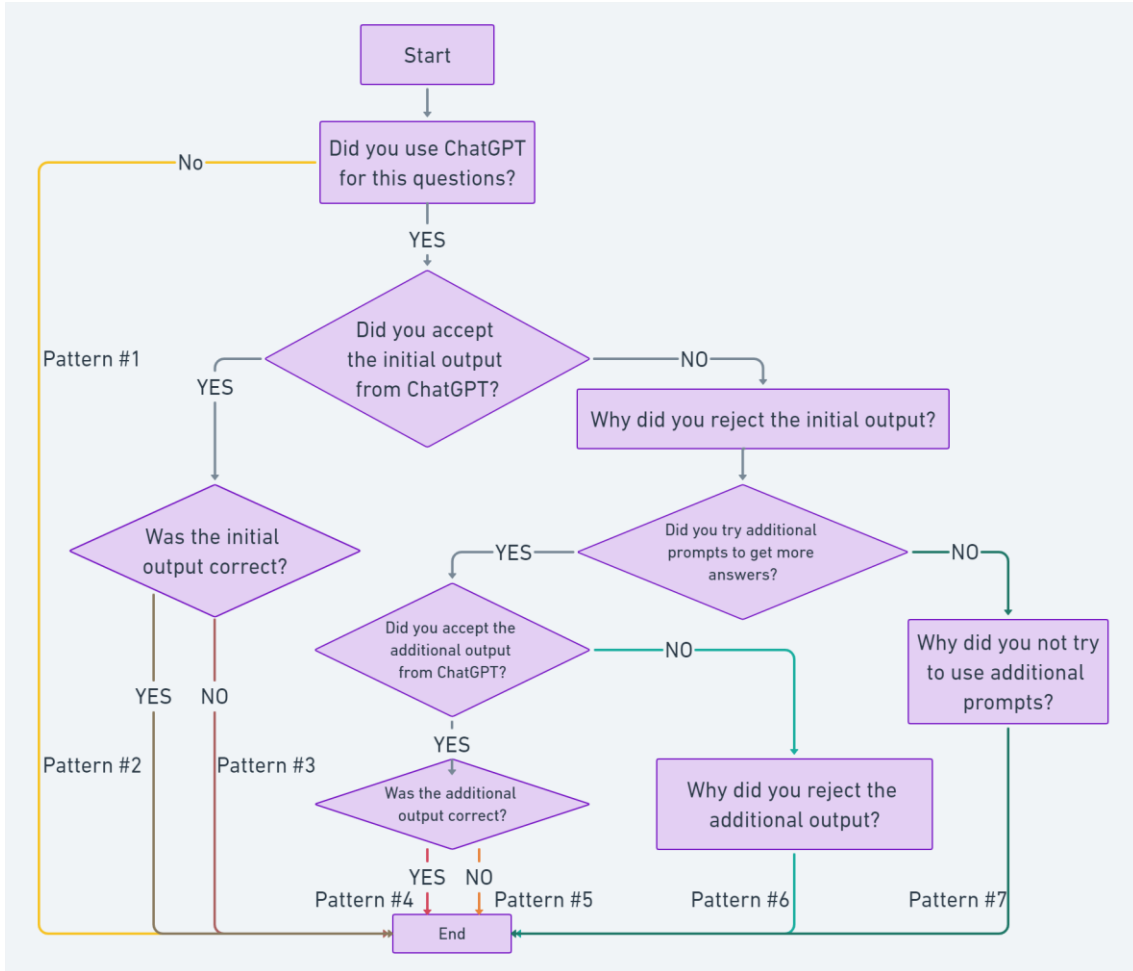 Start
Did you use ChatGPT
for this questions?
No
YES
Did you accept
the initial output
from ChatGPT?
Pattern #1
YES
NO
Why did you reject the initial output?
Was the initial
output correct?
Did you try additional
prompts to get more
answers?
YES
NO
Did you accept the
additional output
from ChatGPT?
NO
Why did you not try
to use additional
prompts?
YES
NO
YES
Pattern #2
Pattern #3
Was the additional
output correct?
Why did you reject the
additional output?
YES
NO
Pattern #4
Pattern #5
Pattern #6
Pattern #7
End